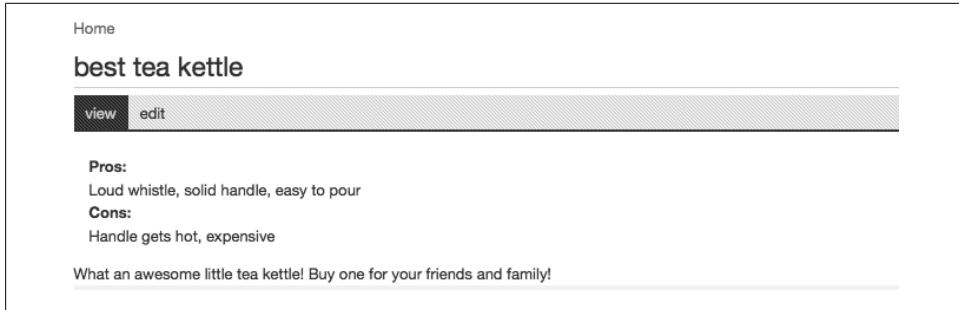 Home
best tea kettle
view edit
Pros:
Loud whistle, solid handle, easy to pour
Cons:
Handle gets hot, expensive
What an awesome little tea kettle! Buy one for your friends and family!